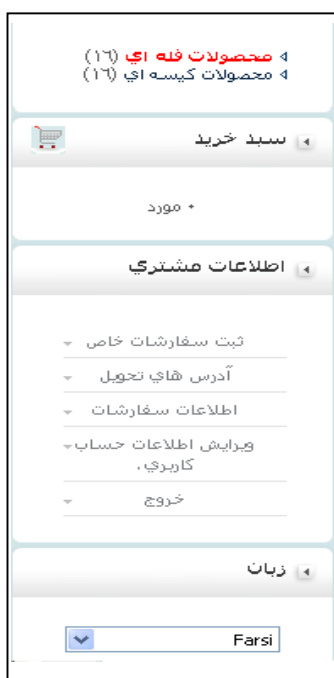 محصولات فله اي (١٦)
محصولات کيسه اي (١٦)
سبد خريد
٠ مورد
اطلاعات مشتري
ثبت سفارشات خاص
آدرس هاي تحويل
اطلاعات سفارشات
ويرايش اطلاعات حساب
کاربري.
خروج
زبان
Farsi